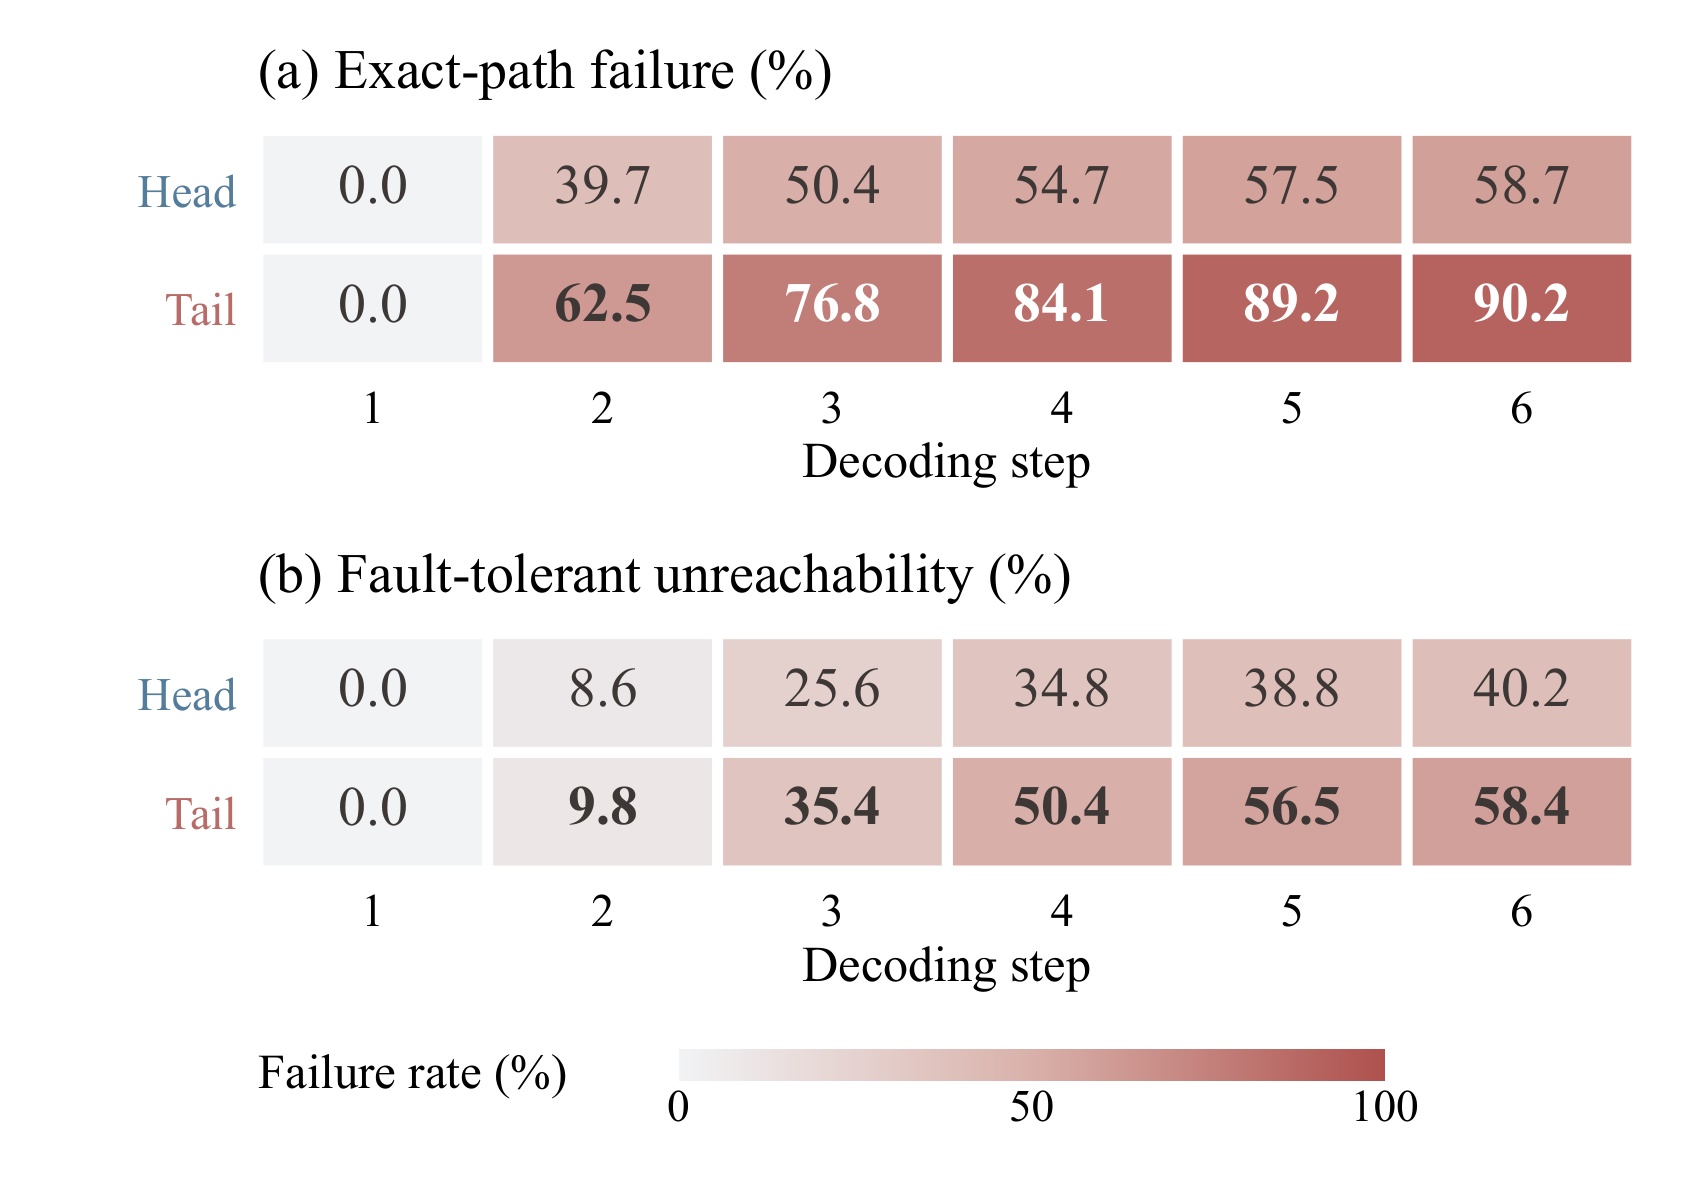 (a) Exact-path failure (%)
Head 0.0 39.7 50.4 54.7 57.5 58.7
Tail 0.0 62.5 76.8 84.1 89.2 90.2
1 2 3 4 5 6
Decoding step
(b) Fault-tolerant unreachability (%)
Head 0.0 8.6 25.6 34.8 38.8 40.2
Tail 0.0 9.8 35.4 50.4 56.5 58.4
1 2 3 4 5 6
Decoding step
Failure rate (%)
0 50 100